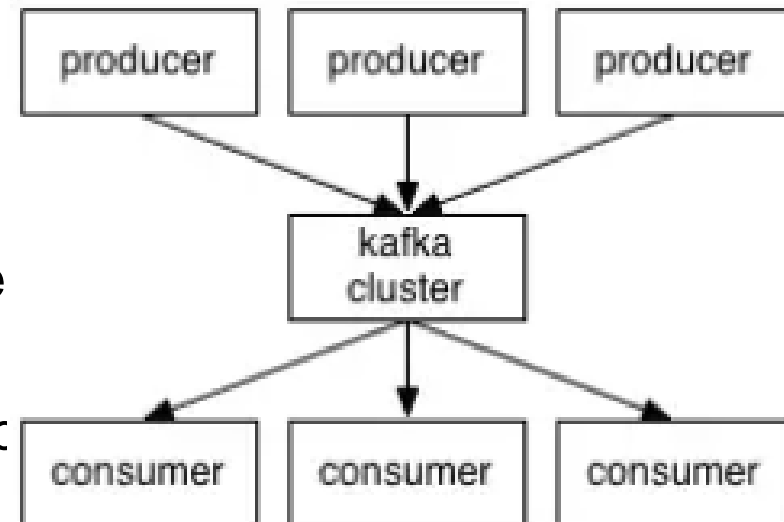 producer producer producer
kafka
cluster
e
consumer consumer consumer